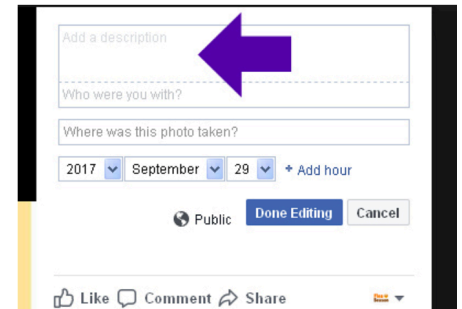 Add a description
Who were you with?
Where was this photo taken?
2017 September 29 + Add hour
Public Done Editing Cancel
Like Comment Share